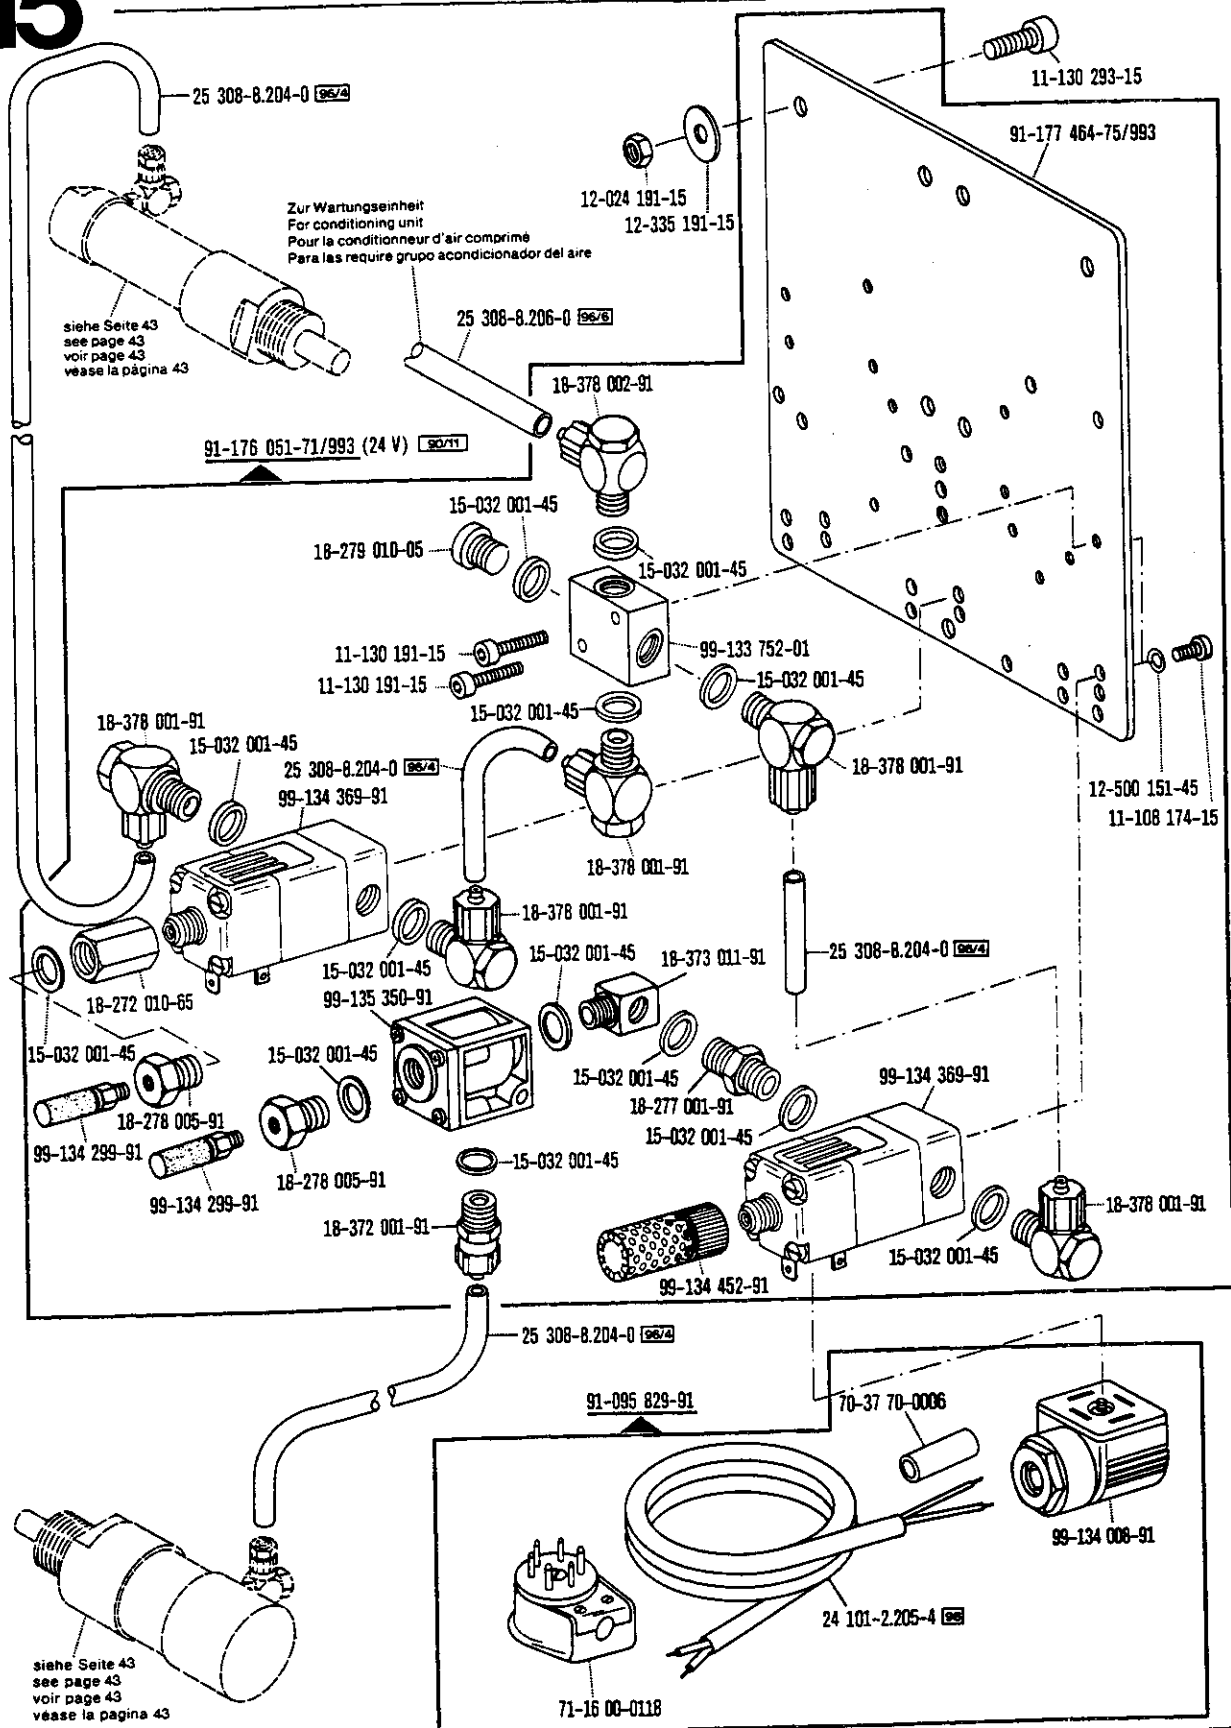 15
25 308-8.204-0 96/4
11-130 293-15
91-177 464-75/993
12-024 191-15
12-335 191-15
Zur Wartungseinheit
For conditioning unit
Pour la conditionneur d'air comprimé
Para las require grupo acondicionador del aire
siehe Seite 43
see page 43
voir page 43
véase la página 43
25 308-8.206-0 96/6
18-378 002-91
91-176 051-71/993 (24 V) 90/11
15-032 001-45
18-279 010-05
15-032 001-45
11-130 191-15
99-133 752-01
11-130 191-15
15-032 001-45
15-032 001-45
18-378 001-91
15-032 001-45
25 308-8.204-0 96/4
18-378 001-91
99-134 369-91
12-500 151-45
11-108 174-15
18-378 001-91
18-378 001-91
15-032 001-45
15-032 001-45
18-373 011-91
25 308-8.204-0 96/4
18-272 010-65
99-135 350-91
15-032 001-45
15-032 001-45
15-032 001-45
99-134 369-91
18-278 005-91
18-277 001-91
15-032 001-45
99-134 299-91
15-032 001-45
18-278 005-91
99-134 299-91
18-372 001-91
18-378 001-91
15-032 001-45
99-134 452-91
25 308-8.204-0 96/4
91-095 829-91
70-37 70-0006
99-134 008-91
24 101-2.205-4 96
71-16 00-0118
siehe Seite 43
see page 43
voir page 43
véase la pagina 43